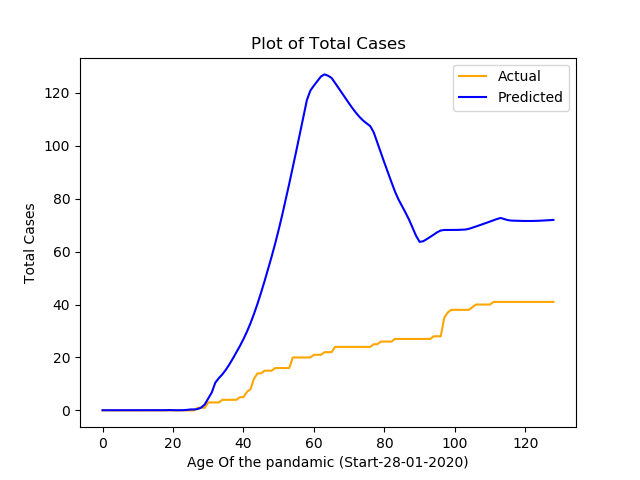 Plot of Total Cases
Actual
Predicted
Total Cases
120
100
80
60
40
20
0
0 20 40 60 80 100 120
Age Of the pandamic (Start-28-01-2020)